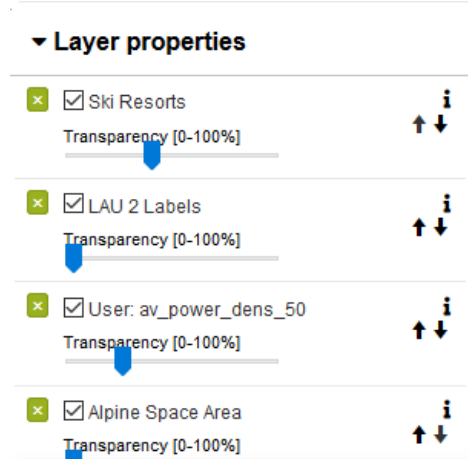 Layer properties
Ski Resorts
Transparency [0-100%]
LAU 2 Labels
Transparency [0-100%]
User: av_power_dens_50
Transparency [0-100%]
Alpine Space Area
Transparency [0-100%]